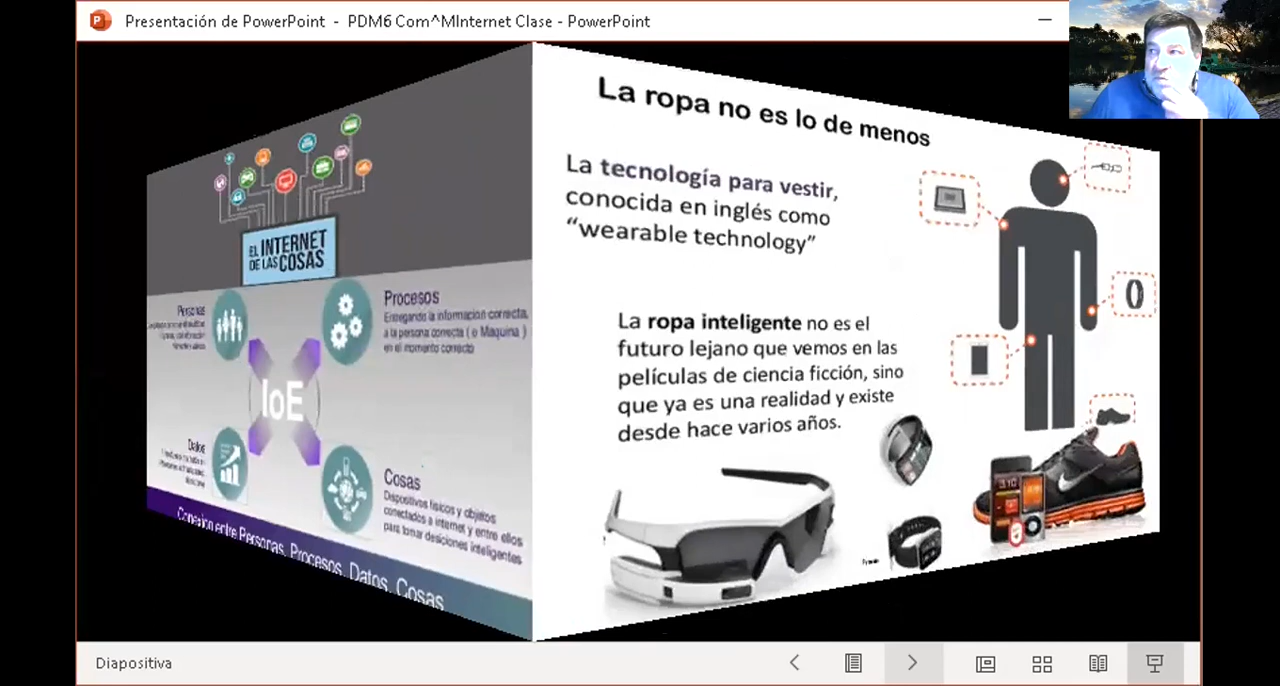 Presentación de PowerPoint - PDM6 Com^MInternet Clase - PowerPoint
EL INTERNET
DE LAS COSAS
Personas
Procesos
Entregando la informacion correcta,
a la persona correcta ( o Maquina )
en el momento correcto
IoE
Datos
Cosas
Dispositivos fisicos y objetos
conectados a internet y entre ellos
para tomar desiciones inteligentes
Conexion entre Personas, Procesos, Datos, Cosas
La ropa no es lo de menos
La tecnología para vestir,
conocida en inglés como
“wearable technology”
La ropa inteligente no es el
futuro lejano que vemos en las
películas de ciencia ficción, sino
que ya es una realidad y existe
desde hace varios años.
3:10
Diapositiva